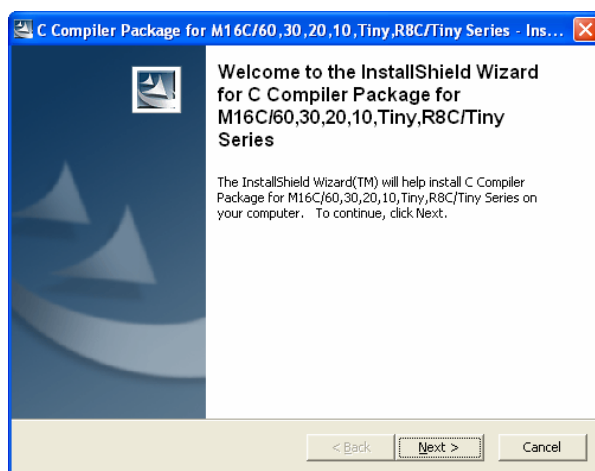 C Compiler Package for M16C/60,30,20,10,Tiny,R8C/Tiny Series - Ins...
Welcome to the InstallShield Wizard
for C Compiler Package for
M16C/60,30,20,10,Tiny,R8C/Tiny
Series
The InstallShield Wizard(TM) will help install C Compiler
Package for M16C/60,30,20,10,Tiny,R8C/Tiny Series on
your computer. To continue, click Next.
< Back Next > Cancel